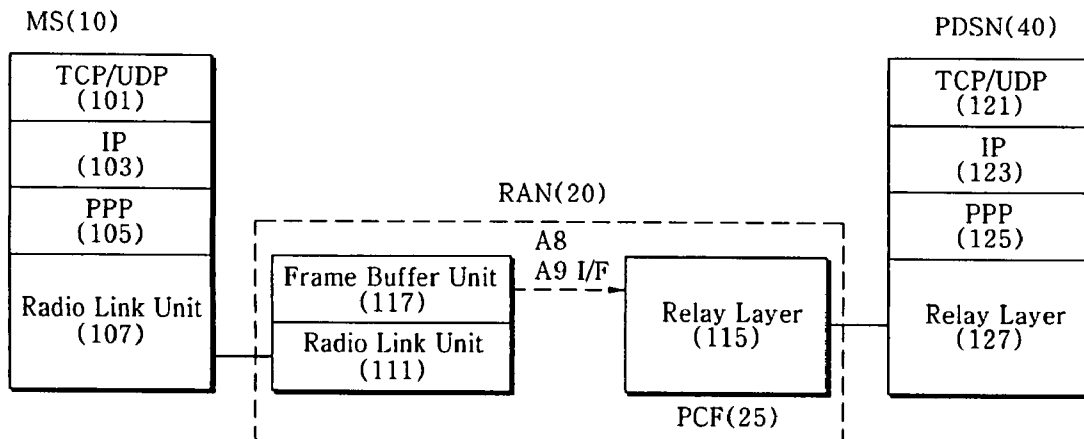 MS(10)
TCP/UDP
(101)
IP
(103)
PPP
(105)
Radio Link Unit
(107)
RAN(20)
A8
A9 I/F
Frame Buffer Unit
(117)
Radio Link Unit
(111)
Relay Layer
(115)
PCF(25)
PDSN(40)
TCP/UDP
(121)
IP
(123)
PPP
(125)
Relay Layer
(127)